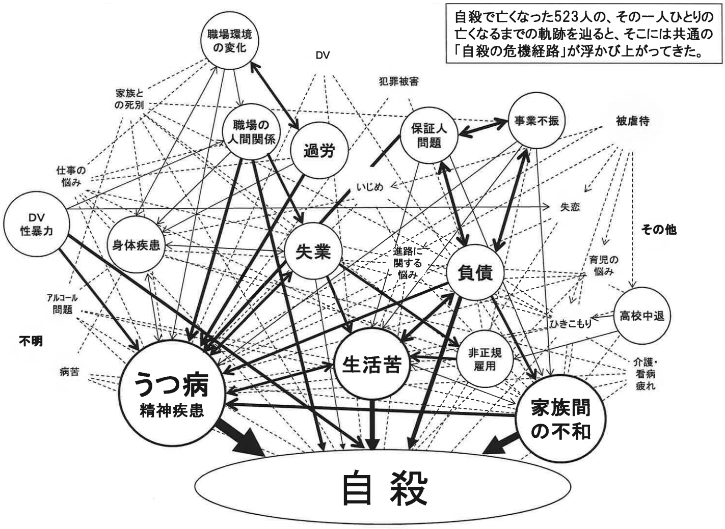 自殺で亡くなった523人の、その一人ひとりの
亡くなるまでの軌跡を辿ると、そこには共通の
「自殺の危機経路」が浮かび上がってきた。
職場環境
の変化
DV
犯罪被害
家族と
の死別
職場の
人間関係
過労
保証人
問題
事業不振
被虐待
仕事の
悩み
いじめ
失恋
DV
性暴力
身体疾患
失業
進路に
関する
悩み
負債
その他
育児の
悩み
アルコール
問題
ひきこもり
高校中退
不明
病苦
うつ病
精神疾患
生活苦
非正規
雇用
介護・
看病
疲れ
家族間
の不和
自殺